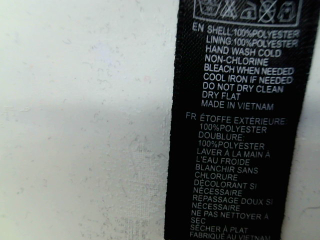 EN SHELL:100%POLYESTER
LINING:100%POLYESTER
HAND WASH COLD
NON-CHLORINE
BLEACH WHEN NEEDED
COOL IRON IF NEEDED
DO NOT DRY CLEAN
DRY FLAT
MADE IN VIETNAM
FR ÉTOFFE EXTÉRIEURE
100%POLYESTER
DOUBLURE:
100%POLYESTER
LAVER À LA MAIN À
L'EAU FROIDE
BLANCHIR SANS
CHLORURE
DÉCOLORANT SI
NÉCESSAIRE
REPASSAGE DOUX SI
NÉCESSAIRE
NE PAS NETTOYER À
SEC
SÉCHER À PLAT
FABRIQUÉ AU VIETNAM